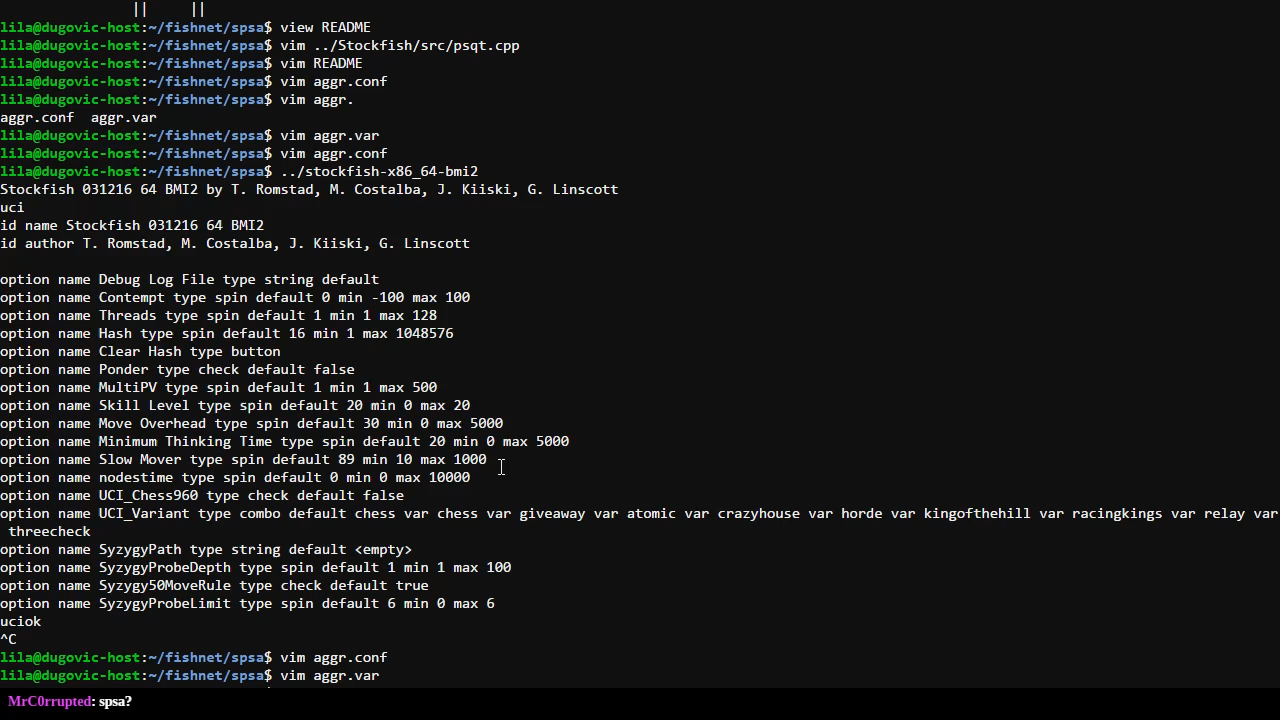 ||     ||
lila@dugovic-host:~/fishnet/spsa$ view README
lila@dugovic-host:~/fishnet/spsa$ vim ../Stockfish/src/psqt.cpp
lila@dugovic-host:~/fishnet/spsa$ vim README
lila@dugovic-host:~/fishnet/spsa$ vim aggr.conf
lila@dugovic-host:~/fishnet/spsa$ vim aggr.
aggr.conf  aggr.var
lila@dugovic-host:~/fishnet/spsa$ vim aggr.var
lila@dugovic-host:~/fishnet/spsa$ vim aggr.conf
lila@dugovic-host:~/fishnet/spsa$ ../stockfish-x86_64-bmi2
Stockfish 031216 64 BMI2 by T. Romstad, M. Costalba, J. Kiiski, G. Linscott
uci
id name Stockfish 031216 64 BMI2
id author T. Romstad, M. Costalba, J. Kiiski, G. Linscott
option name Debug Log File type string default
option name Contempt type spin default 0 min -100 max 100
option name Threads type spin default 1 min 1 max 128
option name Hash type spin default 16 min 1 max 1048576
option name Clear Hash type button
option name Ponder type check default false
option name MultiPV type spin default 1 min 1 max 500
option name Skill Level type spin default 20 min 0 max 20
option name Move Overhead type spin default 30 min 0 max 5000
option name Minimum Thinking Time type spin default 20 min 0 max 5000
option name Slow Mover type spin default 89 min 10 max 1000
option name nodestime type spin default 0 min 0 max 10000
option name UCI_Chess960 type check default false
option name UCI_Variant type combo default chess var chess var giveaway var atomic var crazyhouse var horde var kingofthehill var racingkings var relay var
threecheck
option name SyzygyPath type string default <empty>
option name SyzygyProbeDepth type spin default 1 min 1 max 100
option name Syzygy50MoveRule type check default true
option name SyzygyProbeLimit type spin default 6 min 0 max 6
uciok
^C
lila@dugovic-host:~/fishnet/spsa$ vim aggr.conf
lila@dugovic-host:~/fishnet/spsa$ vim aggr.var
MrC0rrupted: spsa?